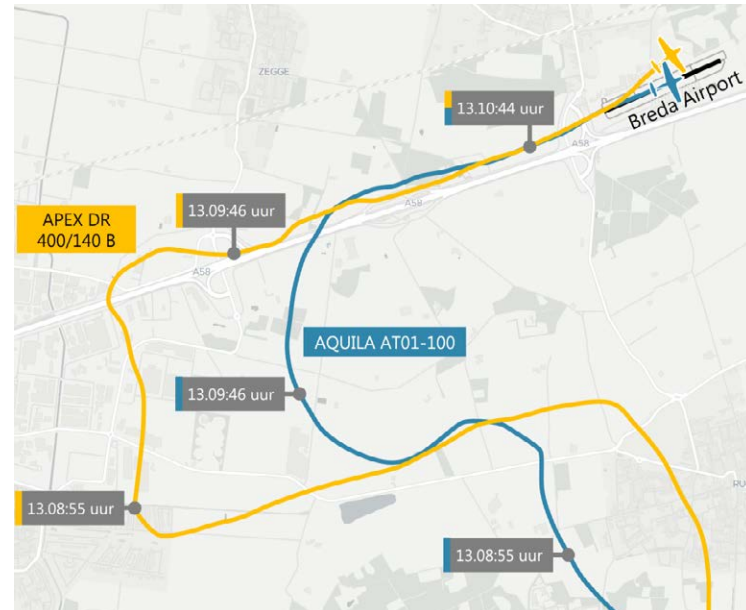 ZEGGE
Breda Airport
13.10:44 uur
A58
A58
13.09:46 uur
APEX DR
400/140 B
A58
AQUILA AT01-100
13.09:46 uur
13.08:55 uur
13.08:55 uur